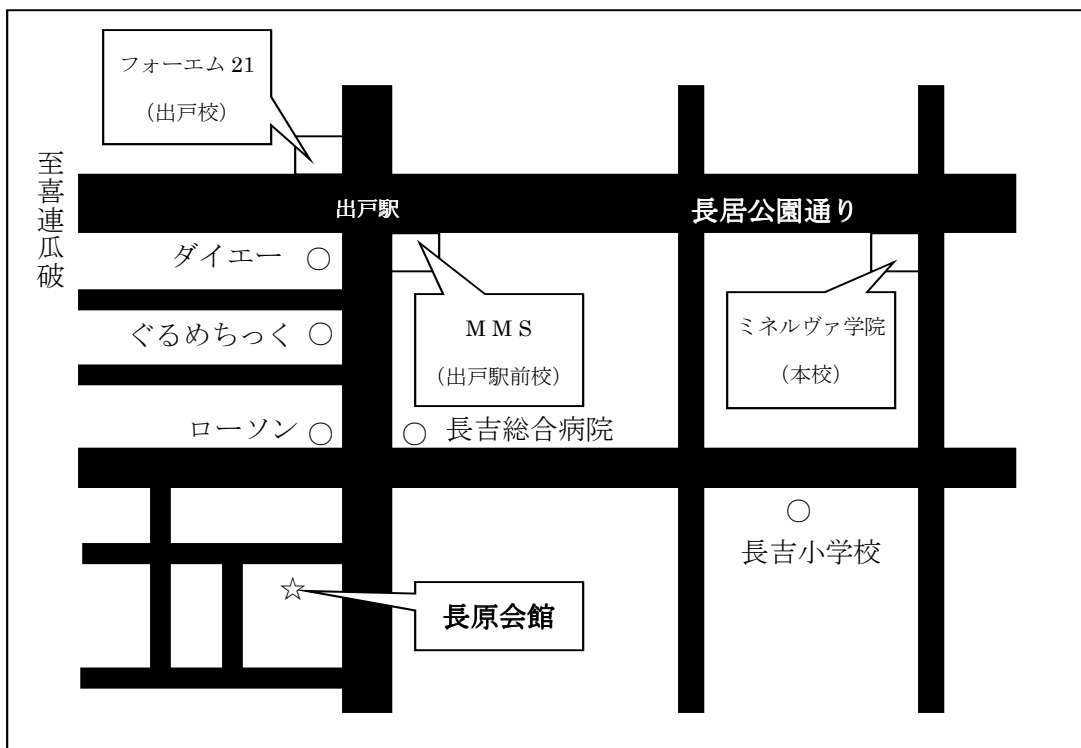 フォーエム 21
（出戸校）
至喜連瓜破
出戸駅
長居公園通り
ダイエー ○
ぐるめちっく ○
ＭＭＳ
（出戸駅前校）
ミネルヴァ学院
（本校）
ローソン ○
○ 長吉総合病院
○
長吉小学校
☆
長原会館